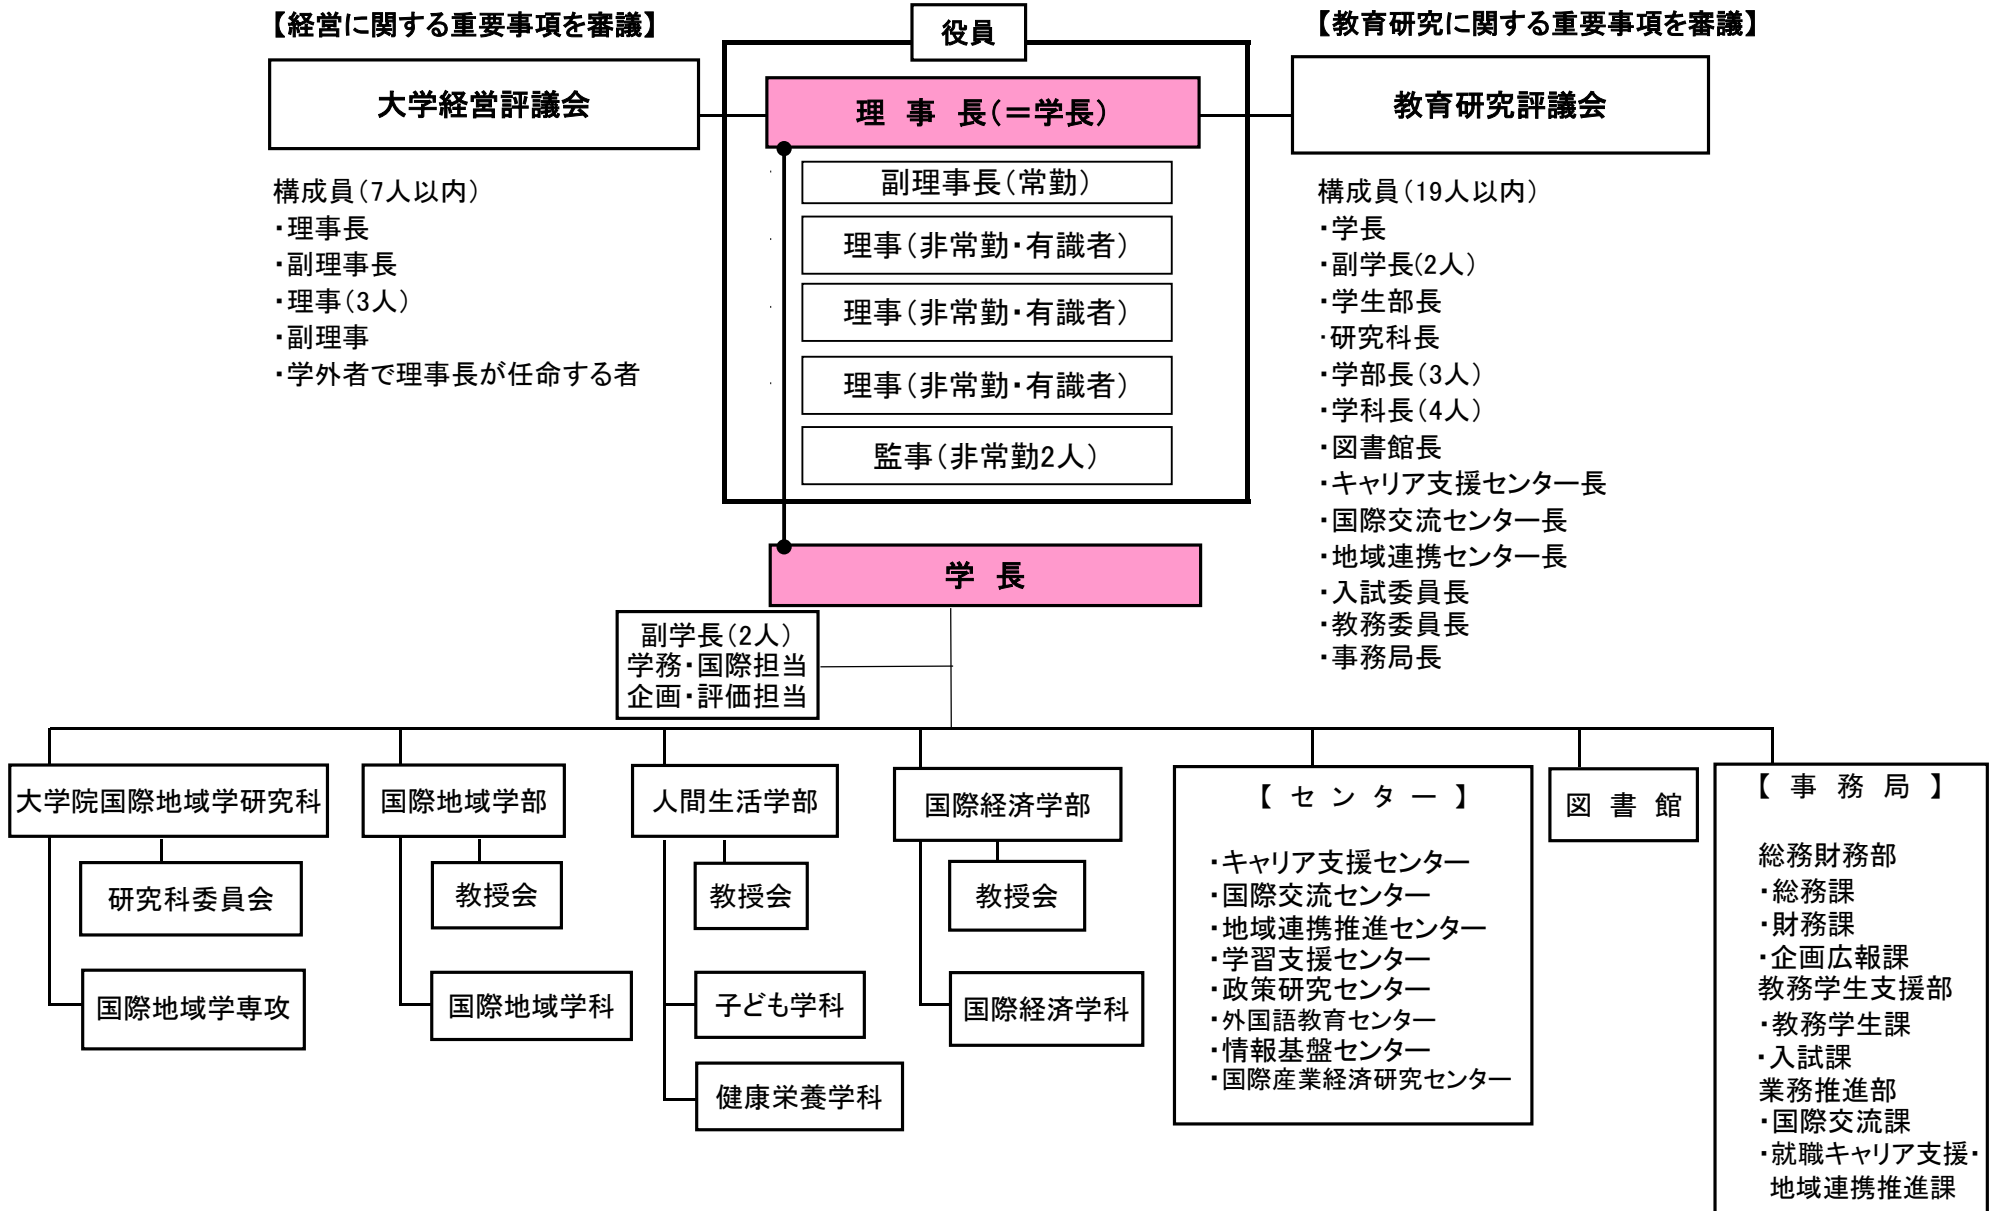 【経営に関する重要事項を審議】
大学経営評議会
構成員(7人以内)
・理事長
・副理事長
・理事(3人)
・副理事
・学外者で理事長が任命する者
役員
理 事 長(=学長)
副理事長(常勤)
理事(非常勤・有識者)
理事(非常勤・有識者)
理事(非常勤・有識者)
監事(非常勤2人)
【教育研究に関する重要事項を審議】
教育研究評議会
構成員(19人以内)
・学長
・副学長(2人)
・学生部長
・研究科長
・学部長(3人)
・学科長(4人)
・図書館長
・キャリア支援センター長
・国際交流センター長
・地域連携センター長
・入試委員長
・教務委員長
・事務局長
学 長
副学長(2人)
学務・国際担当
企画・評価担当
大学院国際地域学研究科
研究科委員会
国際地域学専攻
国際地域学部
教授会
国際地域学科
人間生活学部
教授会
子ども学科
健康栄養学科
国際経済学部
教授会
国際経済学科
【 セ ン タ ー 】
・キャリア支援センター
・国際交流センター
・地域連携推進センター
・学習支援センター
・政策研究センター
・外国語教育センター
・情報基盤センター
・国際産業経済研究センター
図 書 館
【 事 務 局 】
総務財務部
・総務課
・財務課
・企画広報課
教務学生支援部
・教務学生課
・入試課
業務推進部
・国際交流課
・就職キャリア支援・
地域連携推進課